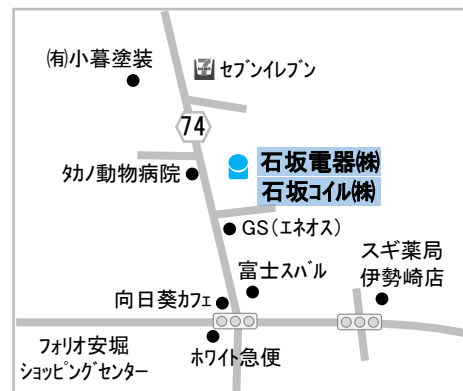 ㈲小暮塗装
セブンイレブン
74
石坂電器㈱
石坂コイル㈱
タカノ動物病院
GS(エネオス)
スギ薬局
伊勢崎店
富士スバル
向日葵カフェ
フォリオ安堀
ショッピングセンター
ホワイト急便